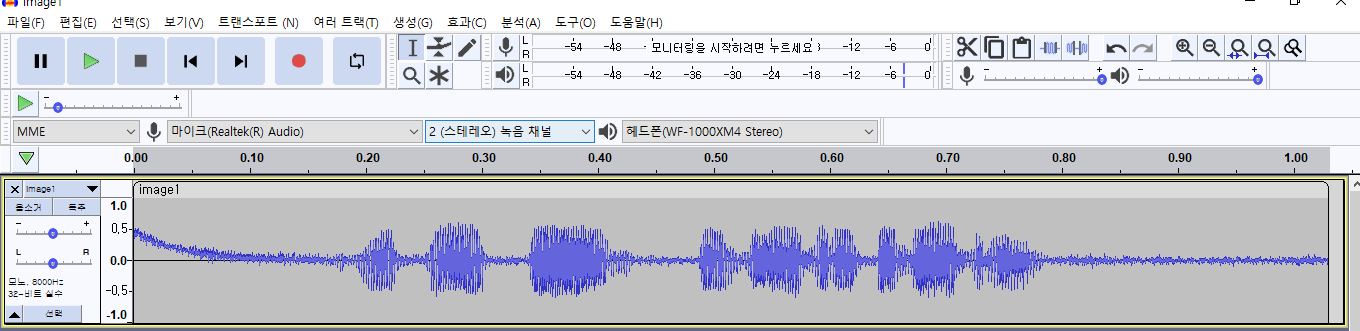 image1
파일(F) 편집(E) 선택(S) 보기(V) 트랜스포트 (N) 여러 트랙(T) 생성(G) 효과(C) 분석(A) 도구(O) 도움말(H)
L R -54 -48 - 모니터링을 시작하려면 누르세요 -12 -6 0
L R -54 -48 -42 -36 -30 -24 -18 -12 -6 0
- + - +
- +
MME 마이크(Realtek(R) Audio) 2 (스테레오) 녹음 채널 헤드폰(WF-1000XM4 Stereo)
0.00 0.10 0.20 0.30 0.40 0.50 0.60 0.70 0.80 0.90 1.00
image1 image1
음소거 독주
- +
L R
모노, 8000Hz
32-비트 실수
선택
1.0
0.5
0.0
-0.5
-1.0